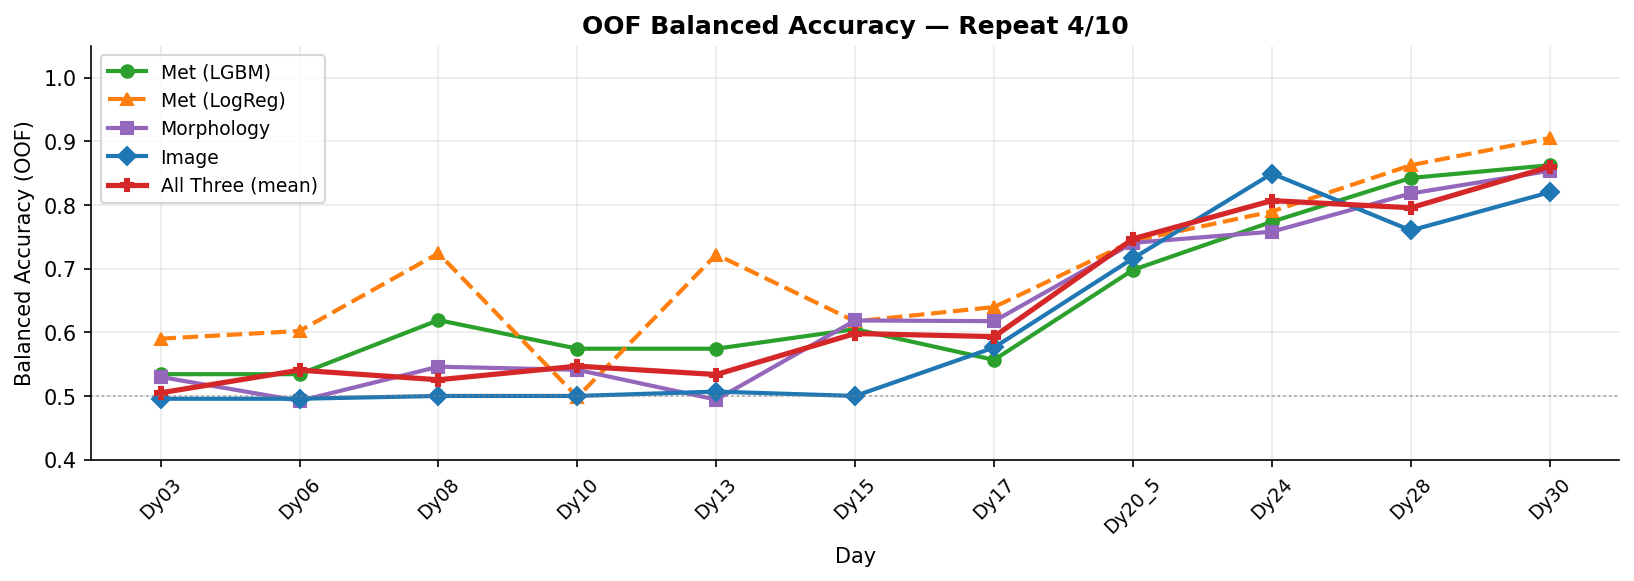 OOF Balanced Accuracy — Repeat 4/10
Met (LGBM)
Met (LogReg)
Morphology
Image
All Three (mean)
Balanced Accuracy (OOF)
1.0
0.9
0.8
0.7
0.6
0.5
0.4
Dy03
Dy06
Dy08
Dy10
Dy13
Dy15
Dy17
Dy20_5
Dy24
Dy28
Dy30
Day